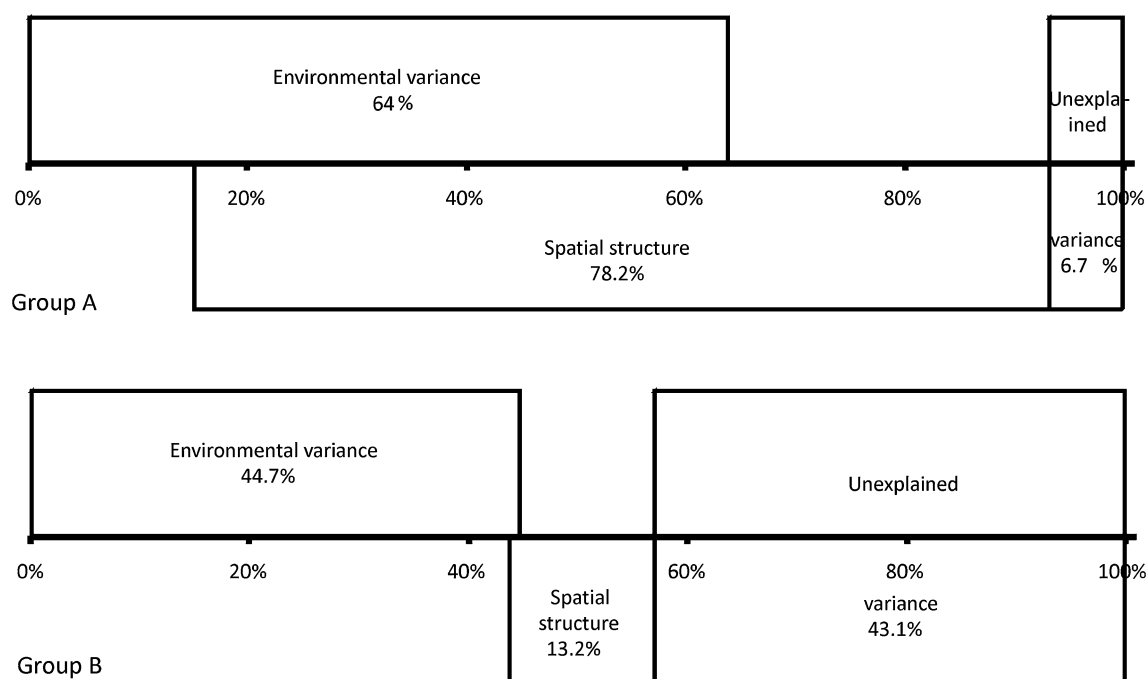 Environmental variance
64 %
Unexpla-
ined
0%
20%
40%
60%
80%
100%
Spatial structure
78.2%
variance
6.7 %
Group A
Environmental variance
44.7%
Unexplained
0%
20%
40%
60%
80%
100%
Spatial
structure
13.2%
variance
43.1%
Group B